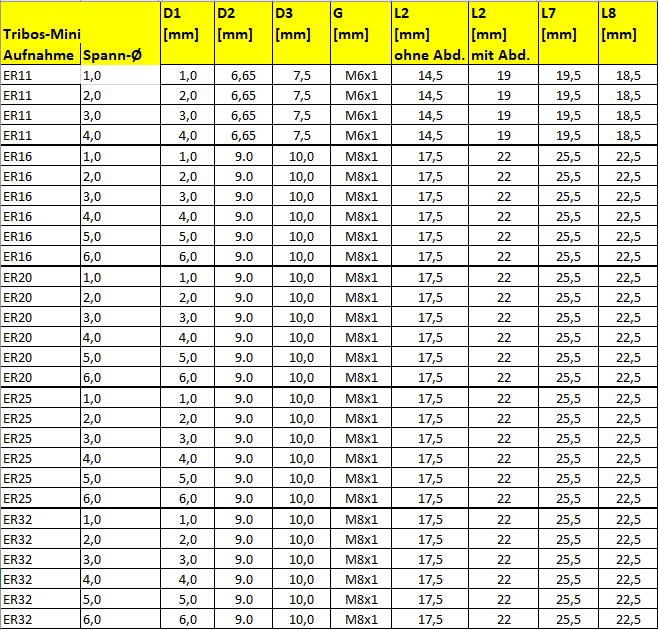 D1 D2 D3 G L2 L2 L7 L8
Tribos-Mini [mm] [mm] [mm] [mm] [mm] [mm] [mm] [mm]
Aufnahme Spann-Ø ohne Abd. mit Abd.
ER11 1,0 1,0 6,65 7,5 M6x1 14,5 19 19,5 18,5
ER11 2,0 2,0 6,65 7,5 M6x1 14,5 19 19,5 18,5
ER11 3,0 3,0 6,65 7,5 M6x1 14,5 19 19,5 18,5
ER11 4,0 4,0 6,65 7,5 M6x1 14,5 19 19,5 18,5
ER16 1,0 1,0 9.0 10,0 M8x1 17,5 22 25,5 22,5
ER16 2,0 2,0 9.0 10,0 M8x1 17,5 22 25,5 22,5
ER16 3,0 3,0 9.0 10,0 M8x1 17,5 22 25,5 22,5
ER16 4,0 4,0 9.0 10,0 M8x1 17,5 22 25,5 22,5
ER16 5,0 5,0 9.0 10,0 M8x1 17,5 22 25,5 22,5
ER16 6,0 6,0 9.0 10,0 M8x1 17,5 22 25,5 22,5
ER20 1,0 1,0 9.0 10,0 M8x1 17,5 22 25,5 22,5
ER20 2,0 2,0 9.0 10,0 M8x1 17,5 22 25,5 22,5
ER20 3,0 3,0 9.0 10,0 M8x1 17,5 22 25,5 22,5
ER20 4,0 4,0 9.0 10,0 M8x1 17,5 22 25,5 22,5
ER20 5,0 5,0 9.0 10,0 M8x1 17,5 22 25,5 22,5
ER20 6,0 6,0 9.0 10,0 M8x1 17,5 22 25,5 22,5
ER25 1,0 1,0 9.0 10,0 M8x1 17,5 22 25,5 22,5
ER25 2,0 2,0 9.0 10,0 M8x1 17,5 22 25,5 22,5
ER25 3,0 3,0 9.0 10,0 M8x1 17,5 22 25,5 22,5
ER25 4,0 4,0 9.0 10,0 M8x1 17,5 22 25,5 22,5
ER25 5,0 5,0 9.0 10,0 M8x1 17,5 22 25,5 22,5
ER25 6,0 6,0 9.0 10,0 M8x1 17,5 22 25,5 22,5
ER32 1,0 1,0 9.0 10,0 M8x1 17,5 22 25,5 22,5
ER32 2,0 2,0 9.0 10,0 M8x1 17,5 22 25,5 22,5
ER32 3,0 3,0 9.0 10,0 M8x1 17,5 22 25,5 22,5
ER32 4,0 4,0 9.0 10,0 M8x1 17,5 22 25,5 22,5
ER32 5,0 5,0 9.0 10,0 M8x1 17,5 22 25,5 22,5
ER32 6,0 6,0 9.0 10,0 M8x1 17,5 22 25,5 22,5